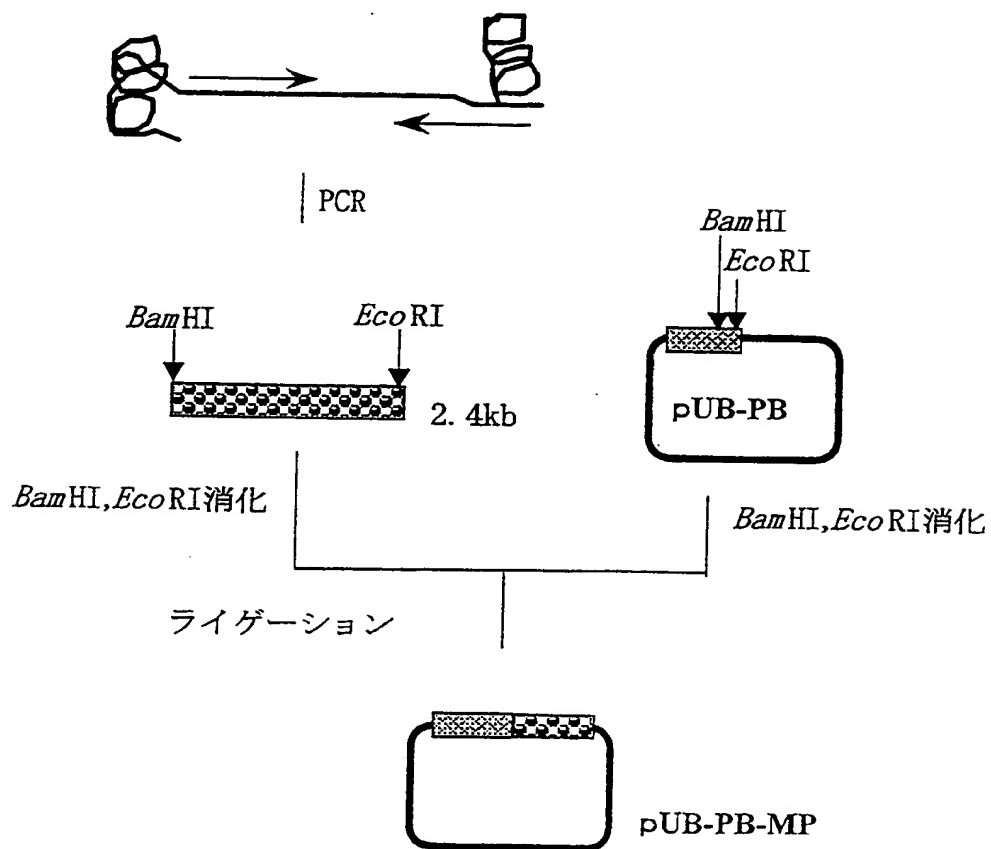 PCR
BamHI
EcoRI
BamHI
EcoRI
2.4kb
pUB-PB
BamHI,EcoRI消化
BamHI,EcoRI消化
ライゲーション
pUB-PB-MP